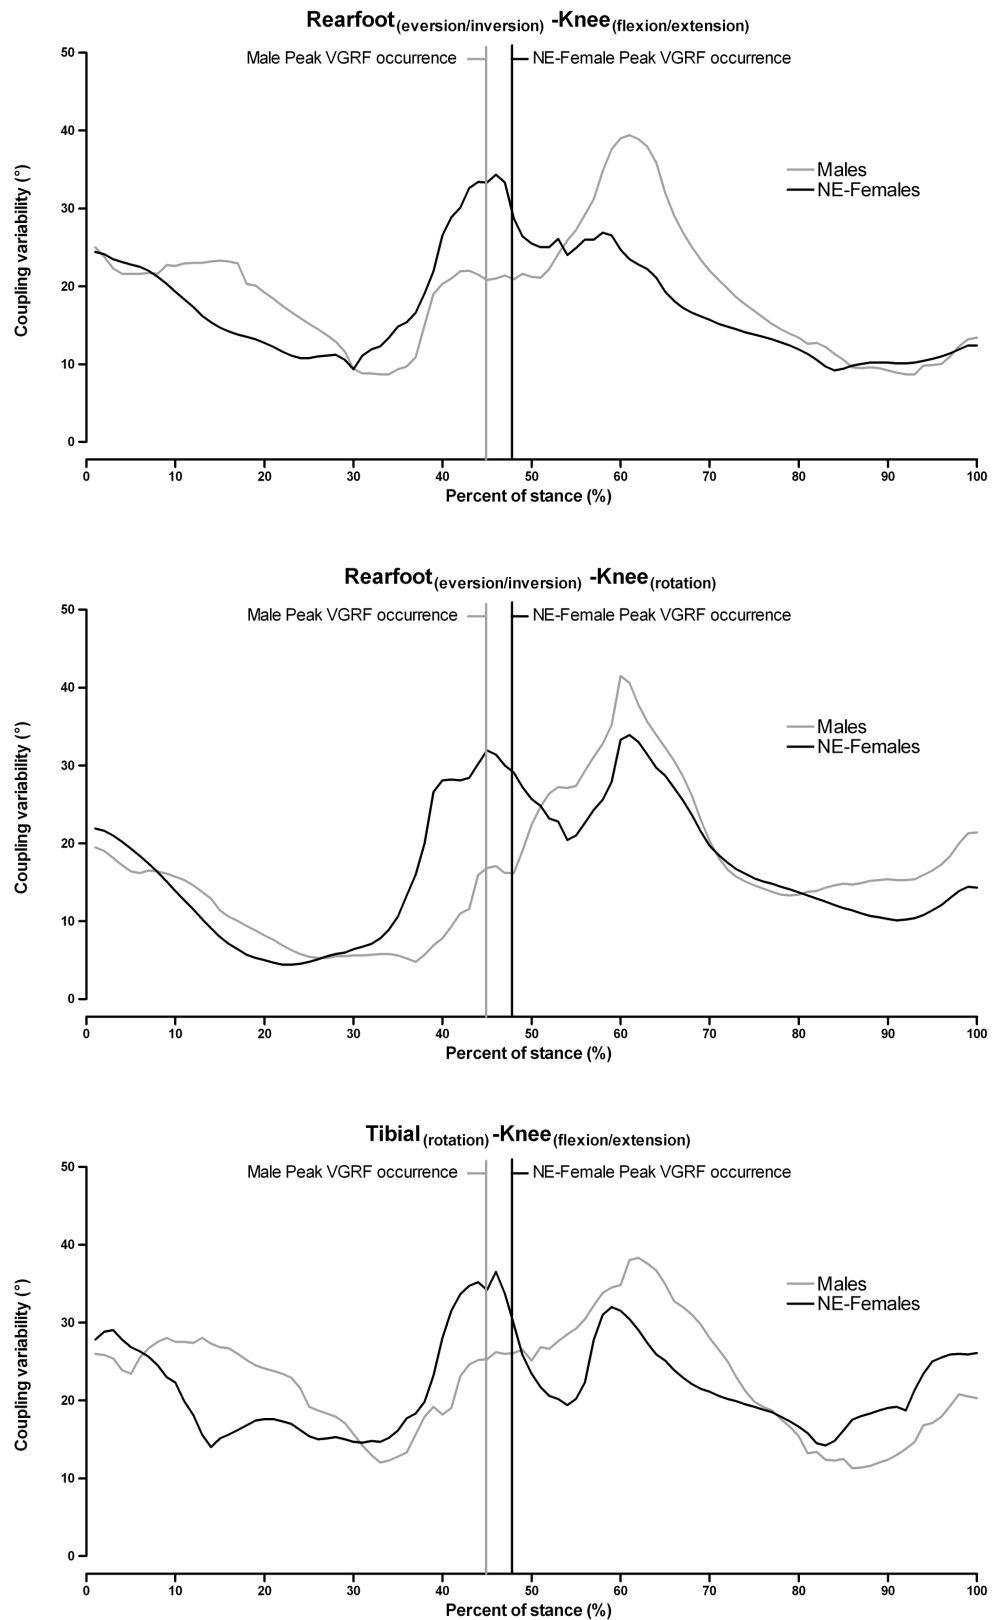 Rearfoot(eversion/inversion) -Knee(flexion/extension)
50
Male Peak VGRF occurrence
NE-Female Peak VGRF occurrence
40
Males
NE-Females
30
Coupling variability (°)
20
10
0
0 10 20 30 40 50 60 70 80 90 100
Percent of stance (%)
Rearfoot(eversion/inversion) -Knee(rotation)
50
Male Peak VGRF occurrence
NE-Female Peak VGRF occurrence
40
Males
NE-Females
30
Coupling variability (°)
20
10
0
0 10 20 30 40 50 60 70 80 90 100
Percent of stance (%)
Tibial(rotation) -Knee(flexion/extension)
50
Male Peak VGRF occurrence
NE-Female Peak VGRF occurrence
40
Males
NE-Females
30
Coupling variability (°)
20
10
0
0 10 20 30 40 50 60 70 80 90 100
Percent of stance (%)